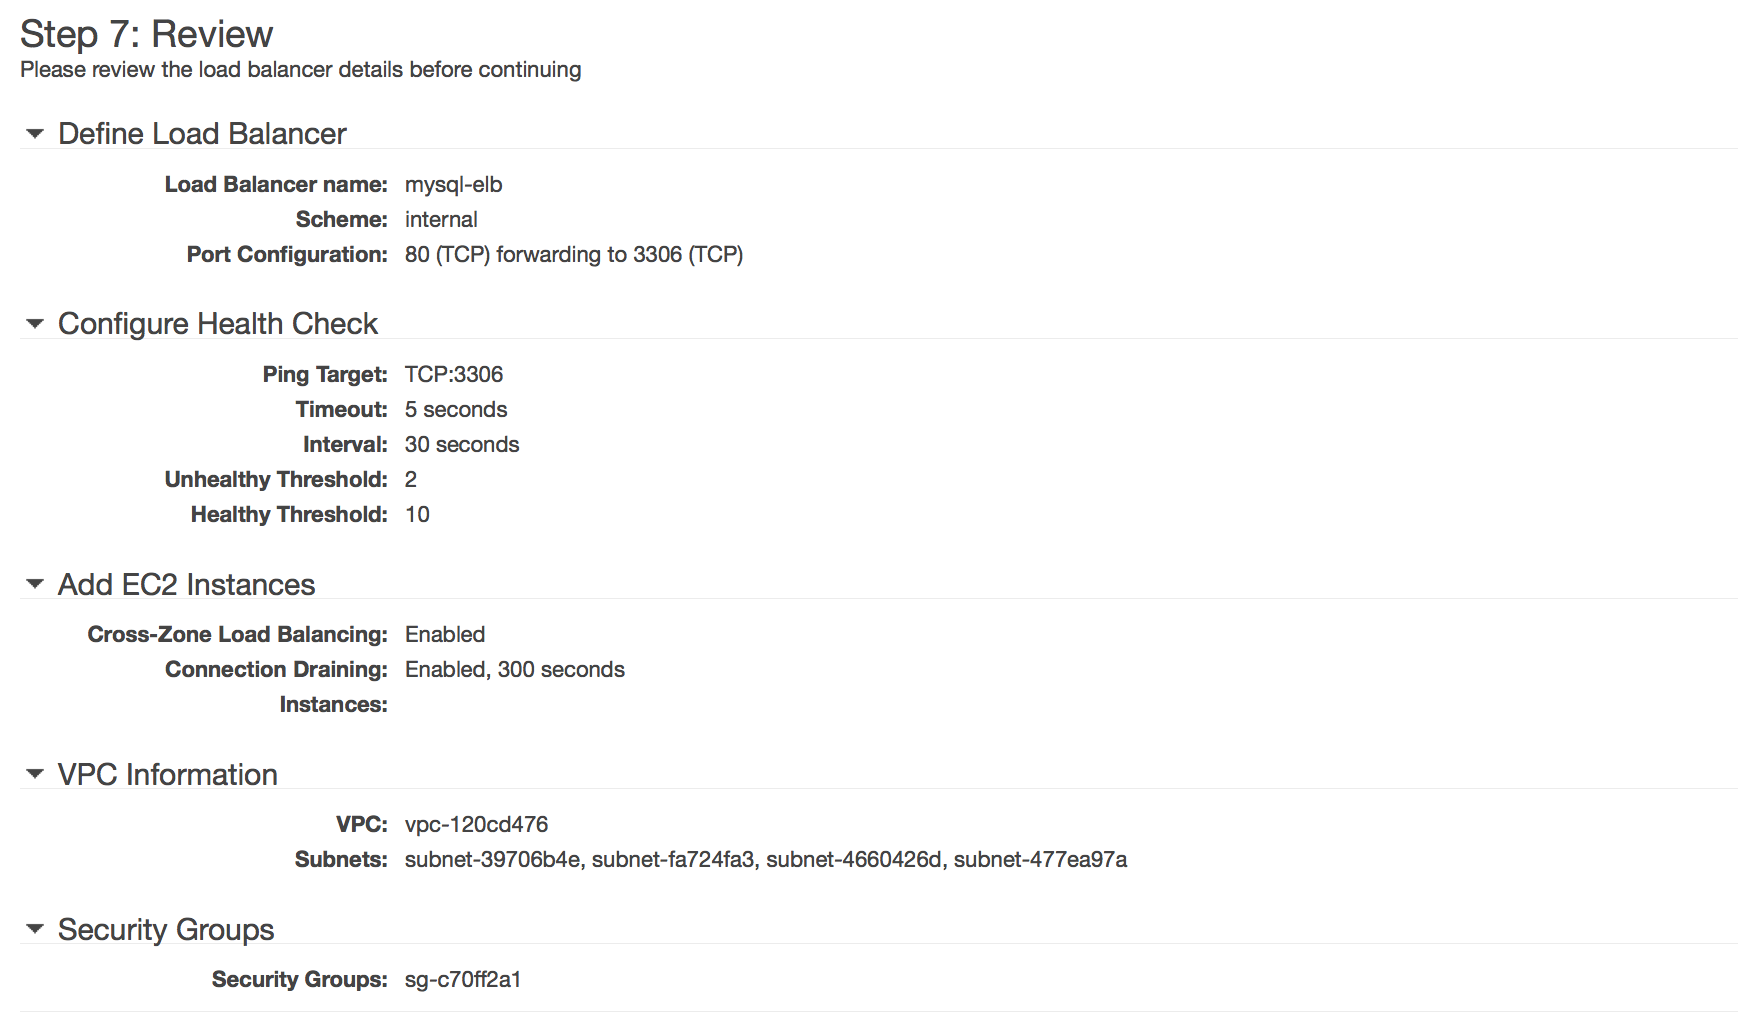 Step 7: Review
Please review the load balancer details before continuing
Define Load Balancer
Load Balancer name: mysql-elb
Scheme: internal
Port Configuration: 80 (TCP) forwarding to 3306 (TCP)
Configure Health Check
Ping Target: TCP:3306
Timeout: 5 seconds
Interval: 30 seconds
Unhealthy Threshold: 2
Healthy Threshold: 10
Add EC2 Instances
Cross-Zone Load Balancing: Enabled
Connection Draining: Enabled, 300 seconds
Instances:
VPC Information
VPC: vpc-120cd476
Subnets: subnet-39706b4e, subnet-fa724fa3, subnet-4660426d, subnet-477ea97a
Security Groups
Security Groups: sg-c70ff2a1